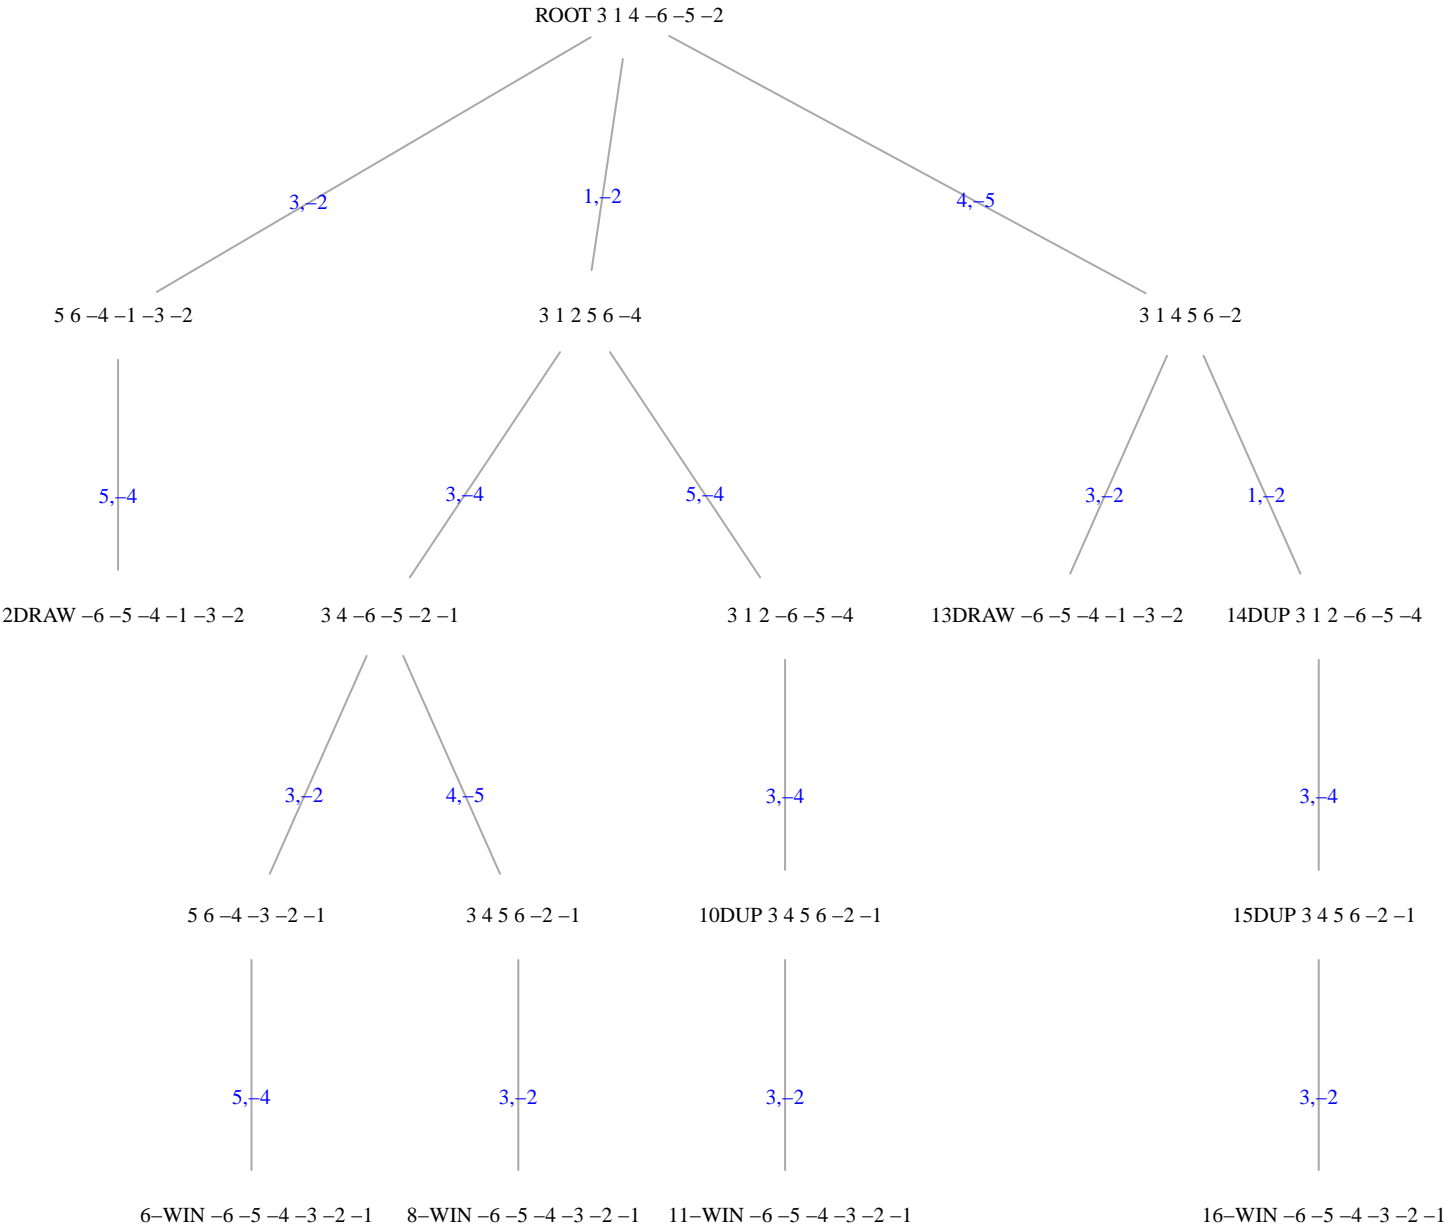 ROOT 3 1 4 –6 –5 –2
3,–2
1,–2
4,–5
5 6 –4 –1 –3 –2
3 1 2 5 6 –4
3 1 4 5 6 –2
5,–4
3,–4
5,–4
3,–2
1,–2
2DRAW –6 –5 –4 –1 –3 –2
3 4 –6 –5 –2 –1
3 1 2 –6 –5 –4
13DRAW –6 –5 –4 –1 –3 –2
14DUP 3 1 2 –6 –5 –4
3,–2
4,–5
3,–4
3,–4
5 6 –4 –3 –2 –1
3 4 5 6 –2 –1
10DUP 3 4 5 6 –2 –1
15DUP 3 4 5 6 –2 –1
5,–4
3,–2
3,–2
3,–2
6–WIN –6 –5 –4 –3 –2 –1
8–WIN –6 –5 –4 –3 –2 –1
11–WIN –6 –5 –4 –3 –2 –1
16–WIN –6 –5 –4 –3 –2 –1